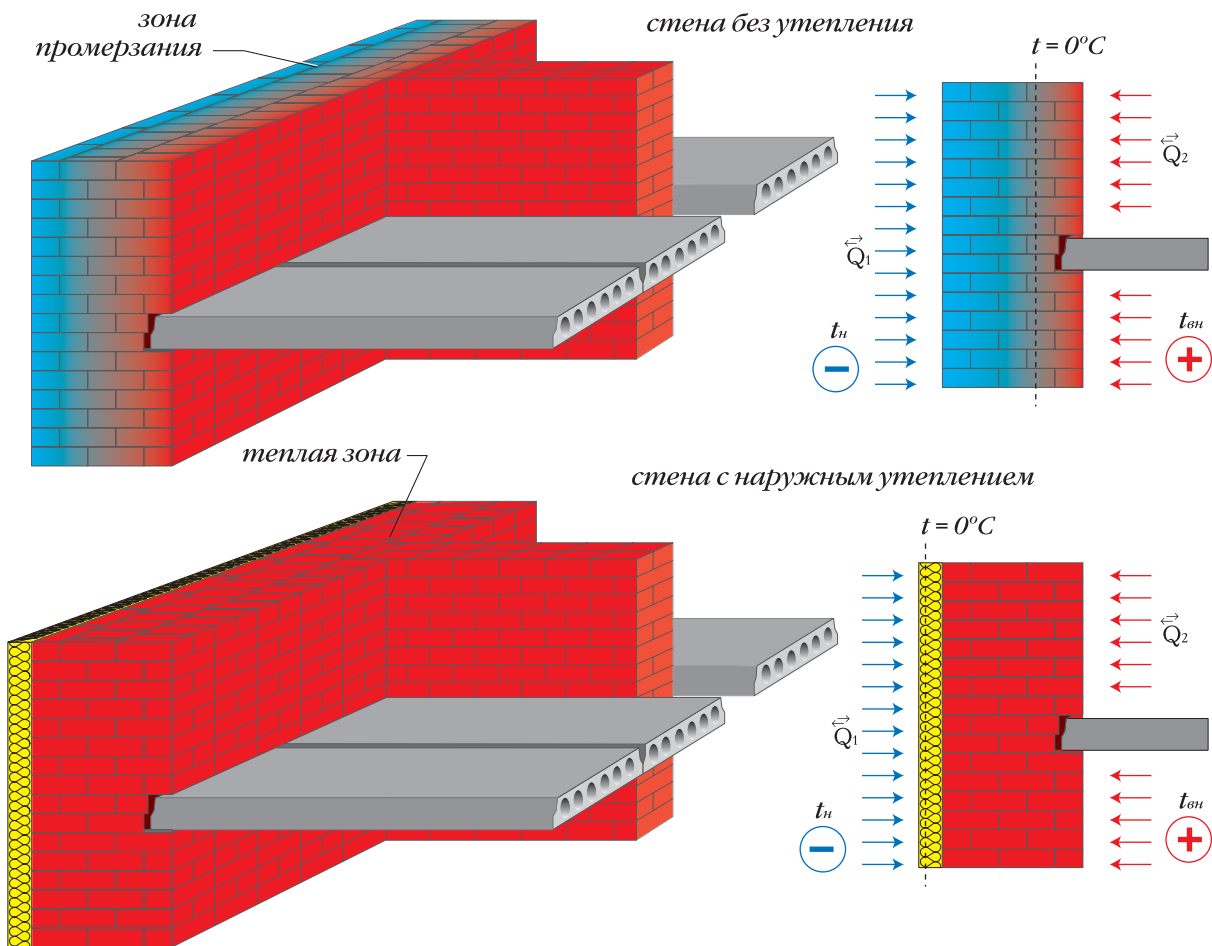 зона
промерзания
стена без утепления
t = 0°C
Q₂
Q₁
tн
tвн
−
+
теплая зона
стена с наружным утеплением
t = 0°C
Q₂
Q₁
tн
tвн
−
+